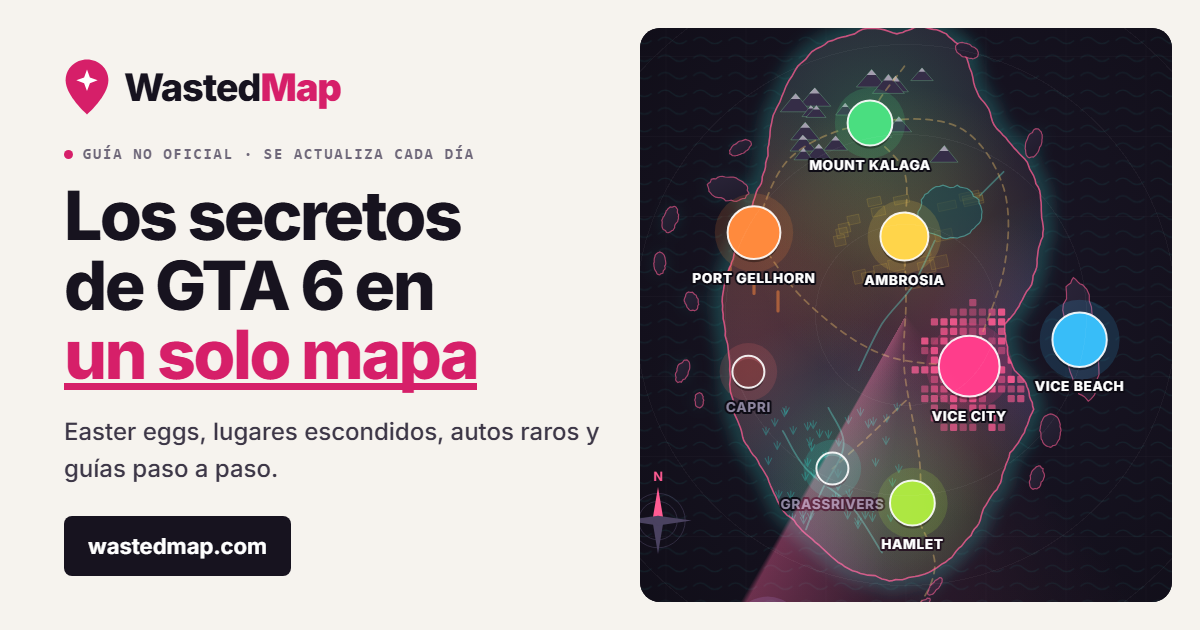 WastedMap
GUÍA NO OFICIAL · SE ACTUALIZA CADA DÍA
Los secretos
de GTA 6 en
un solo mapa
Easter eggs, lugares escondidos, autos raros y
guías paso a paso.
wastedmap.com
MOUNT KALAGA
PORT GELLHORN
AMBROSIA
VICE BEACH
CAPRI
VICE CITY
N
GRASSRIVERS
HAMLET